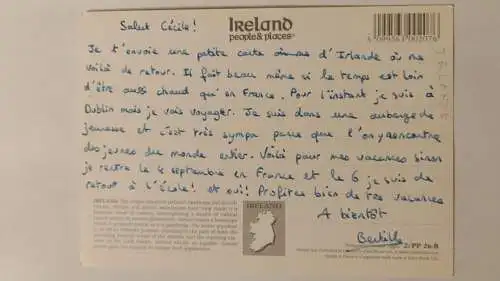 Salut Cécile !
IRELAND
people & places
Je t'envoie une petite carte d'Irlande où me
voilà de retour. Il fait beau même si le temps est loin
d'être aussi chaud qu'en France. Pour l'instant je suis à
Dublin mais je vais voyager. Je suis dans une auberge de
jeunesse et c'est très sympa parce que l'on y rencontre
des jeunes du monde entier. Voilà pour mes vacances sinon
je rentre le 4 septembre en France et le 6 je suis de
retour à l'école ! et oui ! Profites bien de tes vacances
A bientôt
IRELAND
2/PP 26-B